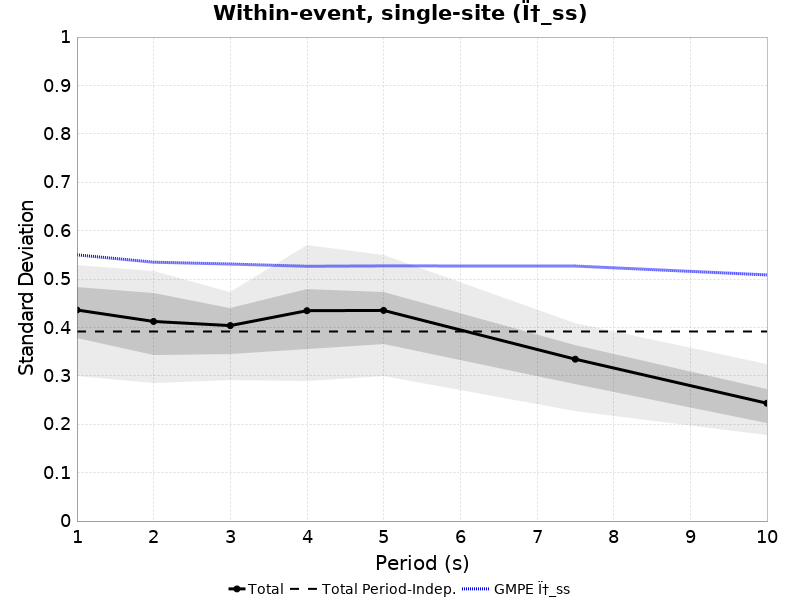 Within-event, single-site (Ï†_ss)
1
0.9
0.8
0.7
0.6
0.5
0.4
0.3
0.2
0.1
0
Standard Deviation
1 2 3 4 5 6 7 8 9 10
Period (s)
Total Total Period-Indep. GMPE Ï†_ss